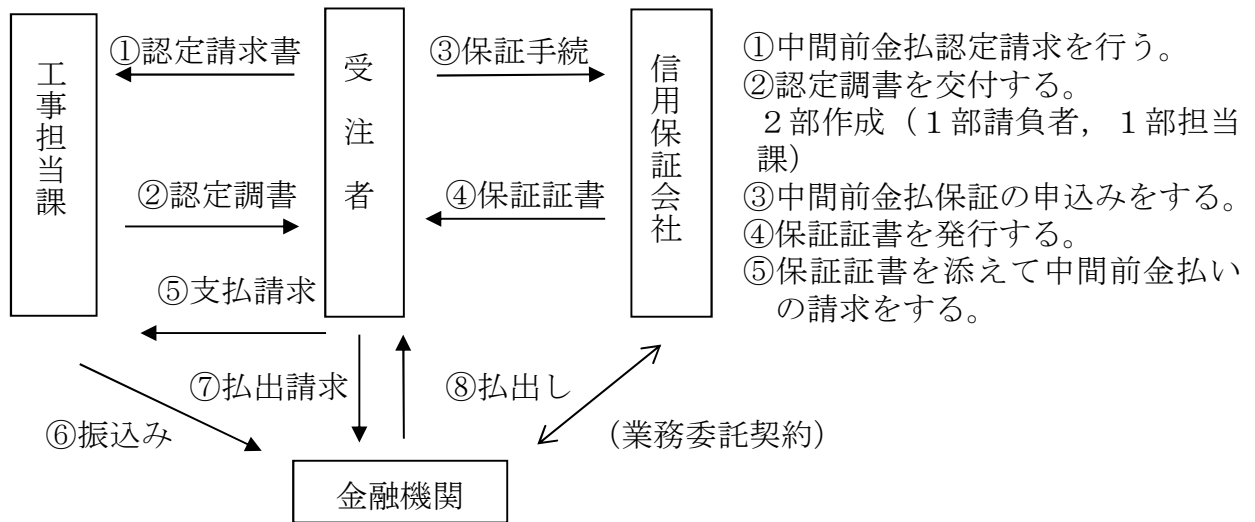 工事担当課
①認定請求書
受注者
③保証手続
信用保証会社
②認定調書
④保証証書
⑤支払請求
⑦払出請求
⑧払出し
⑥振込み
（業務委託契約）
金融機関
①中間前金払認定請求を行う。
②認定調書を交付する。
２部作成（１部請負者，１部担当
課）
③中間前金払保証の申込みをする。
④保証証書を発行する。
⑤保証証書を添えて中間前金払い
の請求をする。